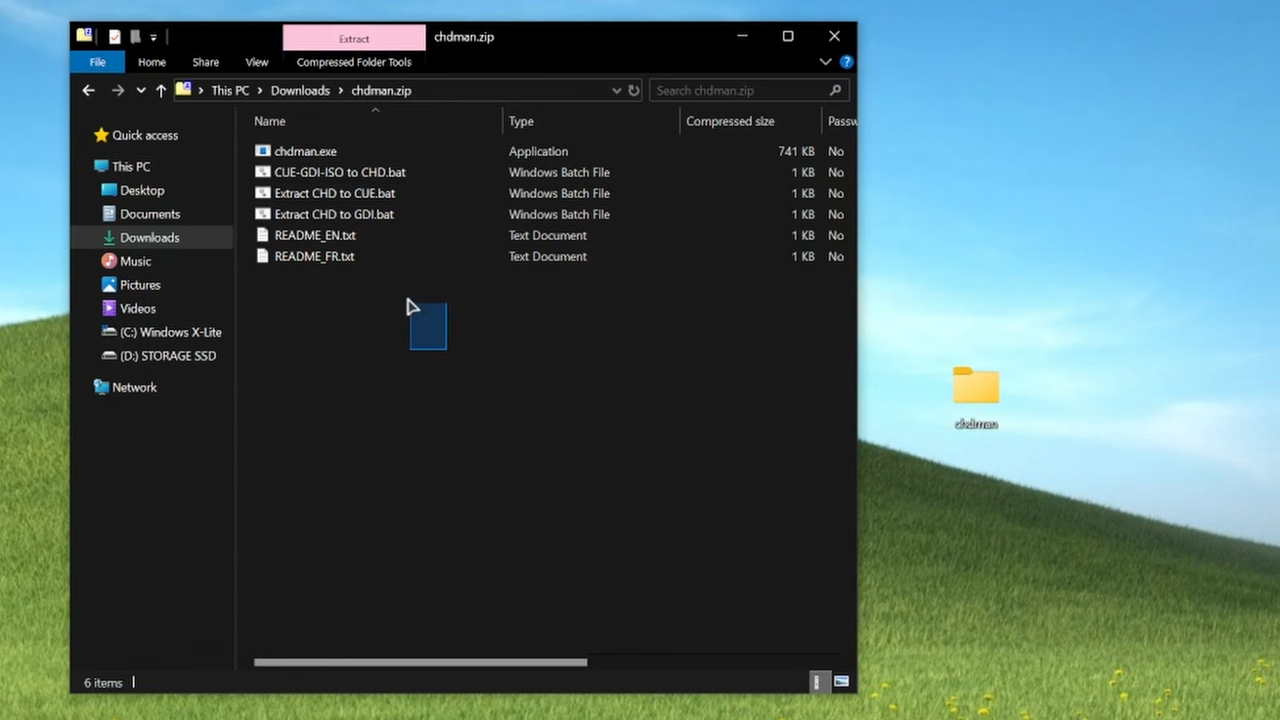 Extract
chdman.zip
File
Home
Share
View
Compressed Folder Tools
This PC
Downloads
chdman.zip
Search chdman.zip
Name
Type
Compressed size
Passw
Quick access
This PC
Desktop
Documents
Downloads
Music
Pictures
Videos
(C:) Windows X-Lite
(D:) STORAGE SSD
Network
chdman.exe Application 741 KB No
CUE-GDI-ISO to CHD.bat Windows Batch File 1 KB No
Extract CHD to CUE.bat Windows Batch File 1 KB No
Extract CHD to GDI.bat Windows Batch File 1 KB No
README_EN.txt Text Document 1 KB No
README_FR.txt Text Document 1 KB No
chdman
6 items